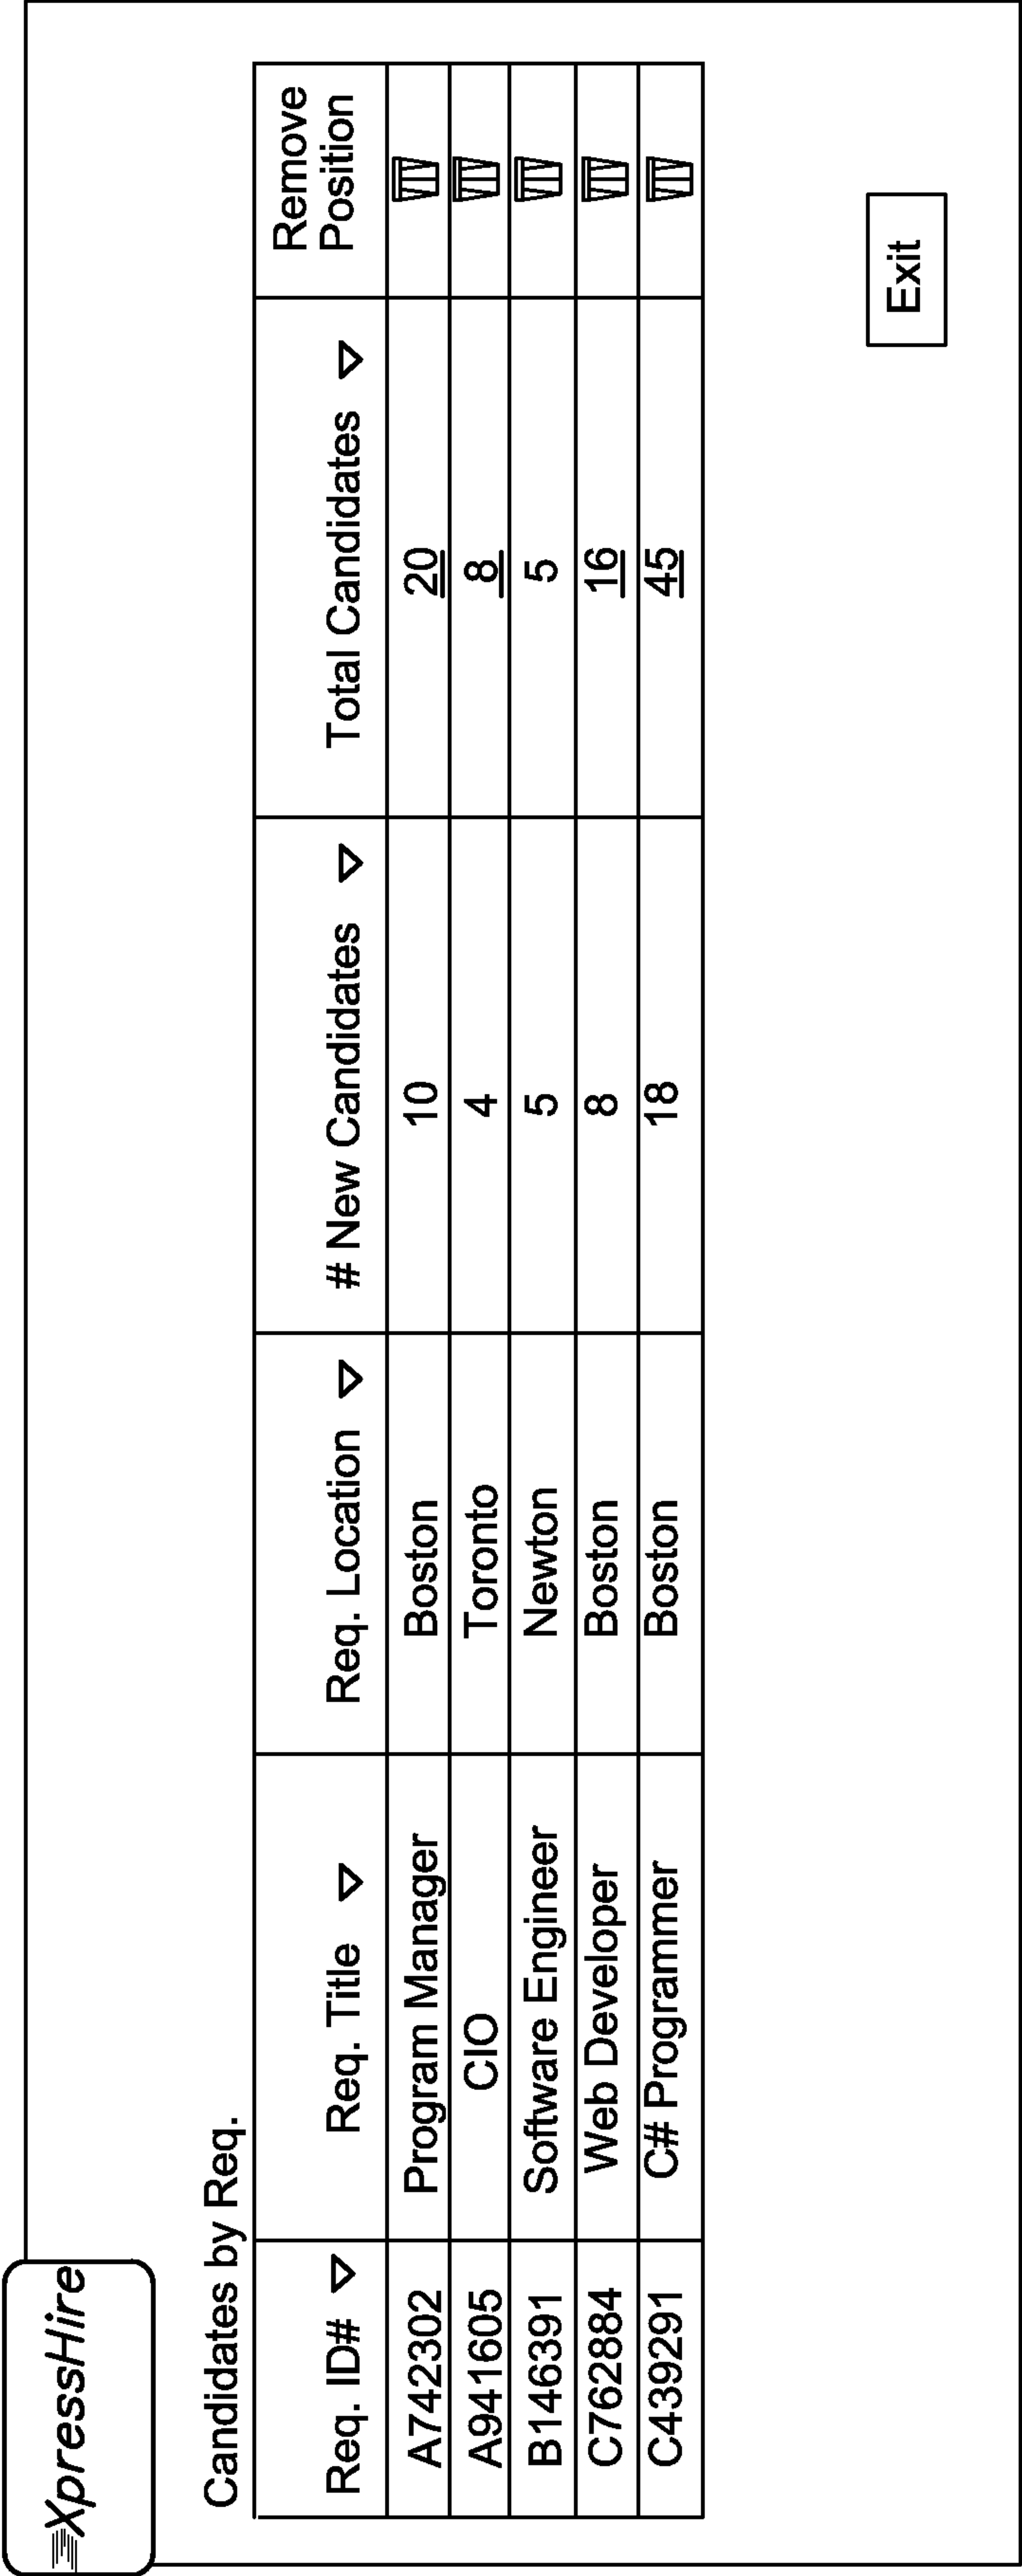 XpressHire
Candidates by Req.
Req. ID# ▽ Req. Title ▽ Req. Location ▽ # New Candidates ▽ Total Candidates ▽ Remove Position
A742302 Program Manager Boston 10 20
A941605 CIO Toronto 4 8
B146391 Software Engineer Newton 5 5
C762884 Web Developer Boston 8 16
C439291 C# Programmer Boston 18 45
Exit